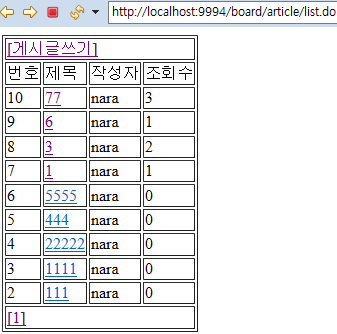 http://localhost:9994/board/article/list.do
[게시글쓰기]
번호 제목 작성자 조회수
10 77 nara 3
9 6 nara 1
8 3 nara 2
7 1 nara 1
6 5555 nara 0
5 444 nara 0
4 22222 nara 0
3 1111 nara 0
2 111 nara 0
[1]